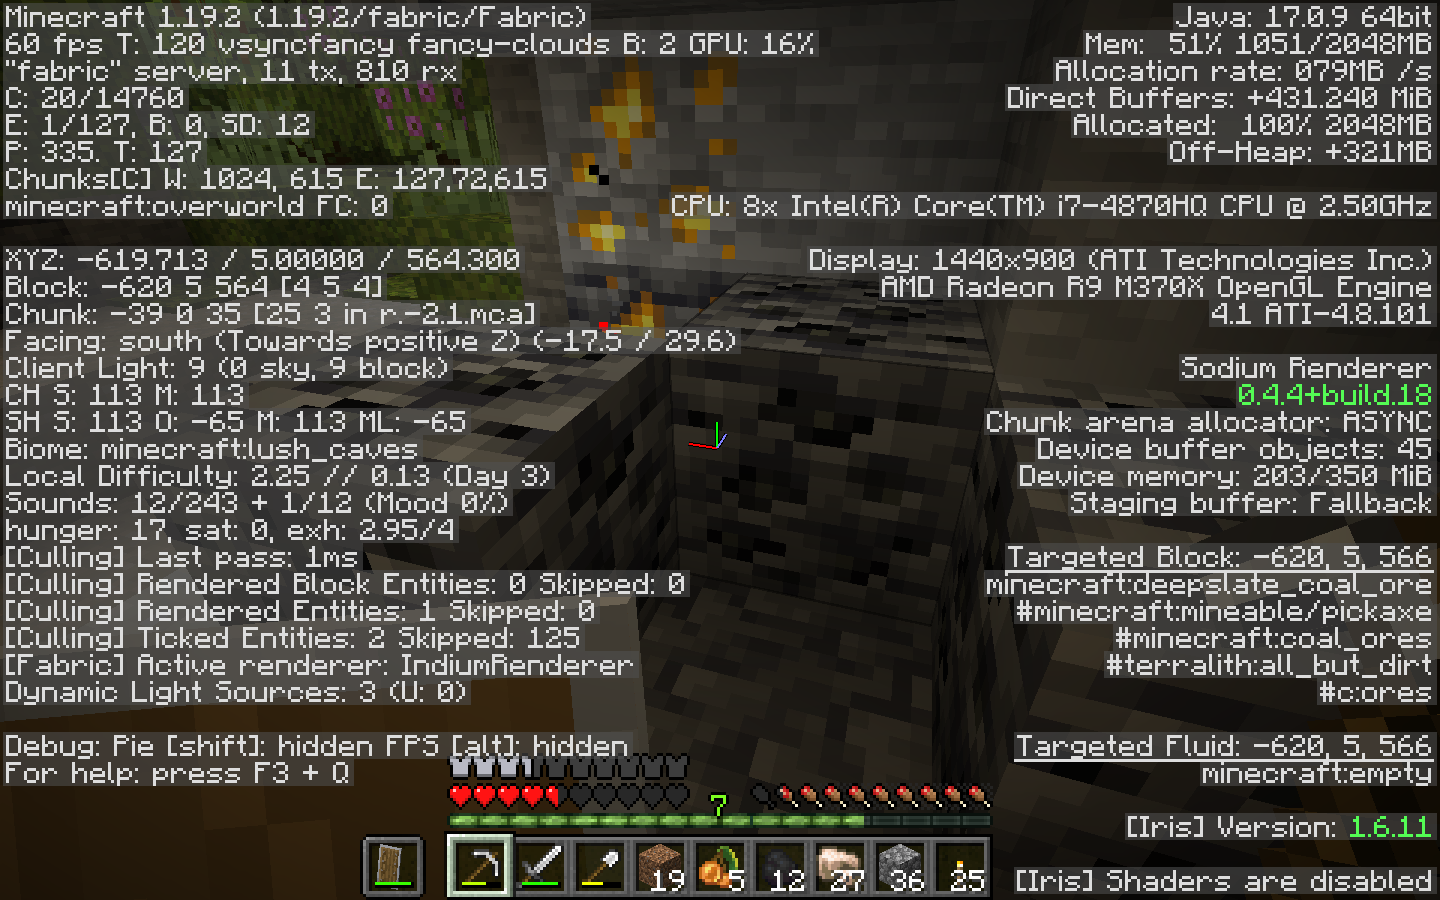 Minecraft 1.19.2 (1.19.2/fabric/Fabric)
60 fps T: 120 vsyncfancy fancy-clouds B: 2 GPU: 16%
"fabric" server, 11 tx, 810 rx
C: 20/14760
E: 1/127, B: 0, SD: 12
P: 335. T: 127
Chunks[C] W: 1024, 615 E: 127,72,615
minecraft:overworld FC: 0
XYZ: -619.713 / 5.00000 / 564.300
Block: -620 5 564 [4 5 4]
Chunk: -39 0 35 [25 3 in r.-2.1.mca]
Facing: south (Towards positive Z) (-17.5 / 29.6)
Client Light: 9 (0 sky, 9 block)
CH S: 113 M: 113
SH S: 113 O: -65 M: 113 ML: -65
Biome: minecraft:lush_caves
Local Difficulty: 2.25 // 0.13 (Day 3)
Sounds: 12/243 + 1/12 (Mood 0%)
hunger: 17, sat: 0, exh: 2.95/4
[Culling] Last pass: 1ms
[Culling] Rendered Block Entities: 0 Skipped: 0
[Culling] Rendered Entities: 1 Skipped: 0
[Culling] Ticked Entities: 2 Skipped: 125
[Fabric] Active renderer: IndiumRenderer
Dynamic Light Sources: 3 (U: 0)
Debug: Pie [shift]: hidden FPS [alt]: hidden
For help: press F3 + Q
Java: 17.0.9 64bit
Mem: 51% 1051/2048MB
Allocation rate: 079MB /s
Direct Buffers: +431.240 MiB
Allocated: 100% 2048MB
Off-Heap: +321MB
CPU: 8x Intel(R) Core(TM) i7-4870HQ CPU @ 2.50GHz
Display: 1440x900 (ATI Technologies Inc.)
AMD Radeon R9 M370X OpenGL Engine
4.1 ATI-4.8.101
Sodium Renderer
0.4.4+build.18
Chunk arena allocator: ASYNC
Device buffer objects: 45
Device memory: 203/350 MiB
Staging buffer: Fallback
Targeted Block: -620, 5, 566
minecraft:deepslate_coal_ore
#minecraft:mineable/pickaxe
#minecraft:coal_ores
#terralith:all_but_dirt
#c:ores
Targeted Fluid: -620, 5, 566
minecraft:empty
[Iris] Version: 1.6.11
[Iris] Shaders are disabled
7
19 5 12 27 36 25